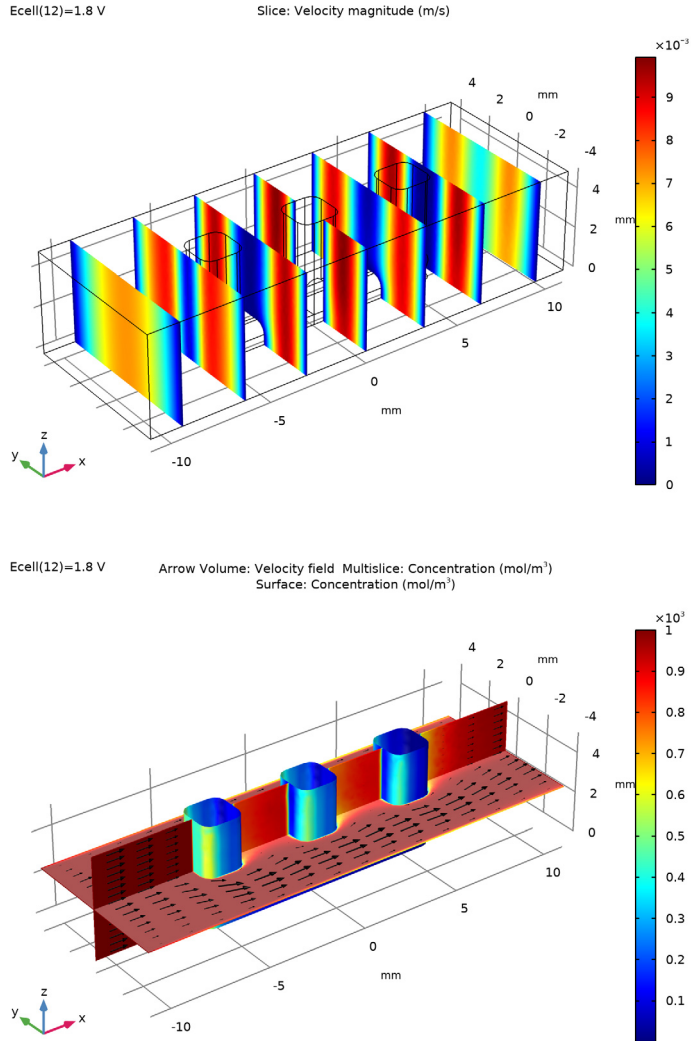 Ecell(12)=1.8 V
Slice: Velocity magnitude (m/s)
×10⁻³
4
2
0
-2
-4
mm
4
2
0
mm
10
5
0
-5
-10
mm
y
z
x
9
8
7
6
5
4
3
2
1
0
Ecell(12)=1.8 V
Arrow Volume: Velocity field Multislice: Concentration (mol/m³)
Surface: Concentration (mol/m³)
×10³
4
2
0
-2
-4
mm
4
2
0
mm
10
5
0
-5
-10
mm
y
z
x
1
0.9
0.8
0.7
0.6
0.5
0.4
0.3
0.2
0.1